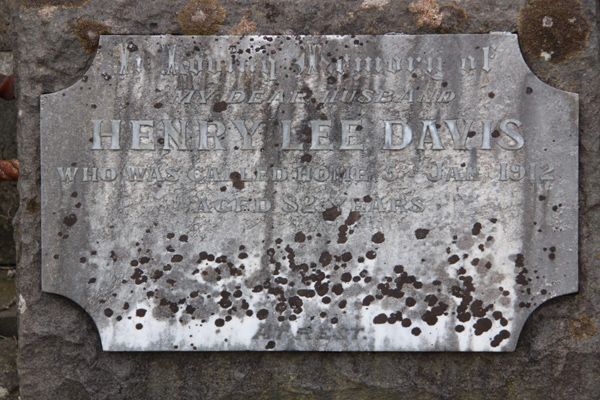 In Loving Memory of
MY DEAR HUSBAND
HENRY LEE DAVIS
WHO WAS CALLED HOME 3RD JAN. 1912
AGED 82 YEARS